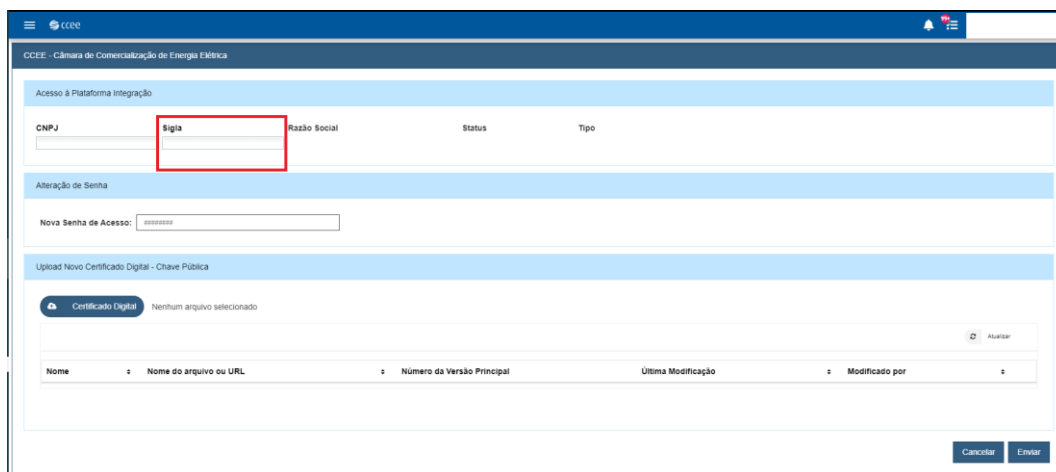 ccee
99+
CCEE - Câmara de Comercialização de Energia Elétrica
Acesso à Plataforma Integração
CNPJ Sigla Razão Social Status Tipo
Alteração de Senha
Nova Senha de Acesso: ########
Upload Novo Certificado Digital - Chave Pública
Certificado Digital Nenhum arquivo selecionado
Atualizar
Nome Nome do arquivo ou URL Número da Versão Principal Última Modificação Modificado por
Cancelar Enviar